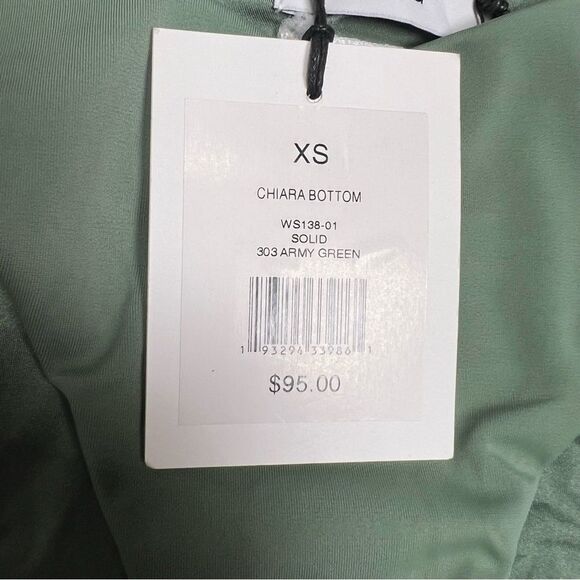 XS
CHIARA BOTTOM
WS138-01
SOLID
303 ARMY GREEN
1 93294 33986 1
$95.00